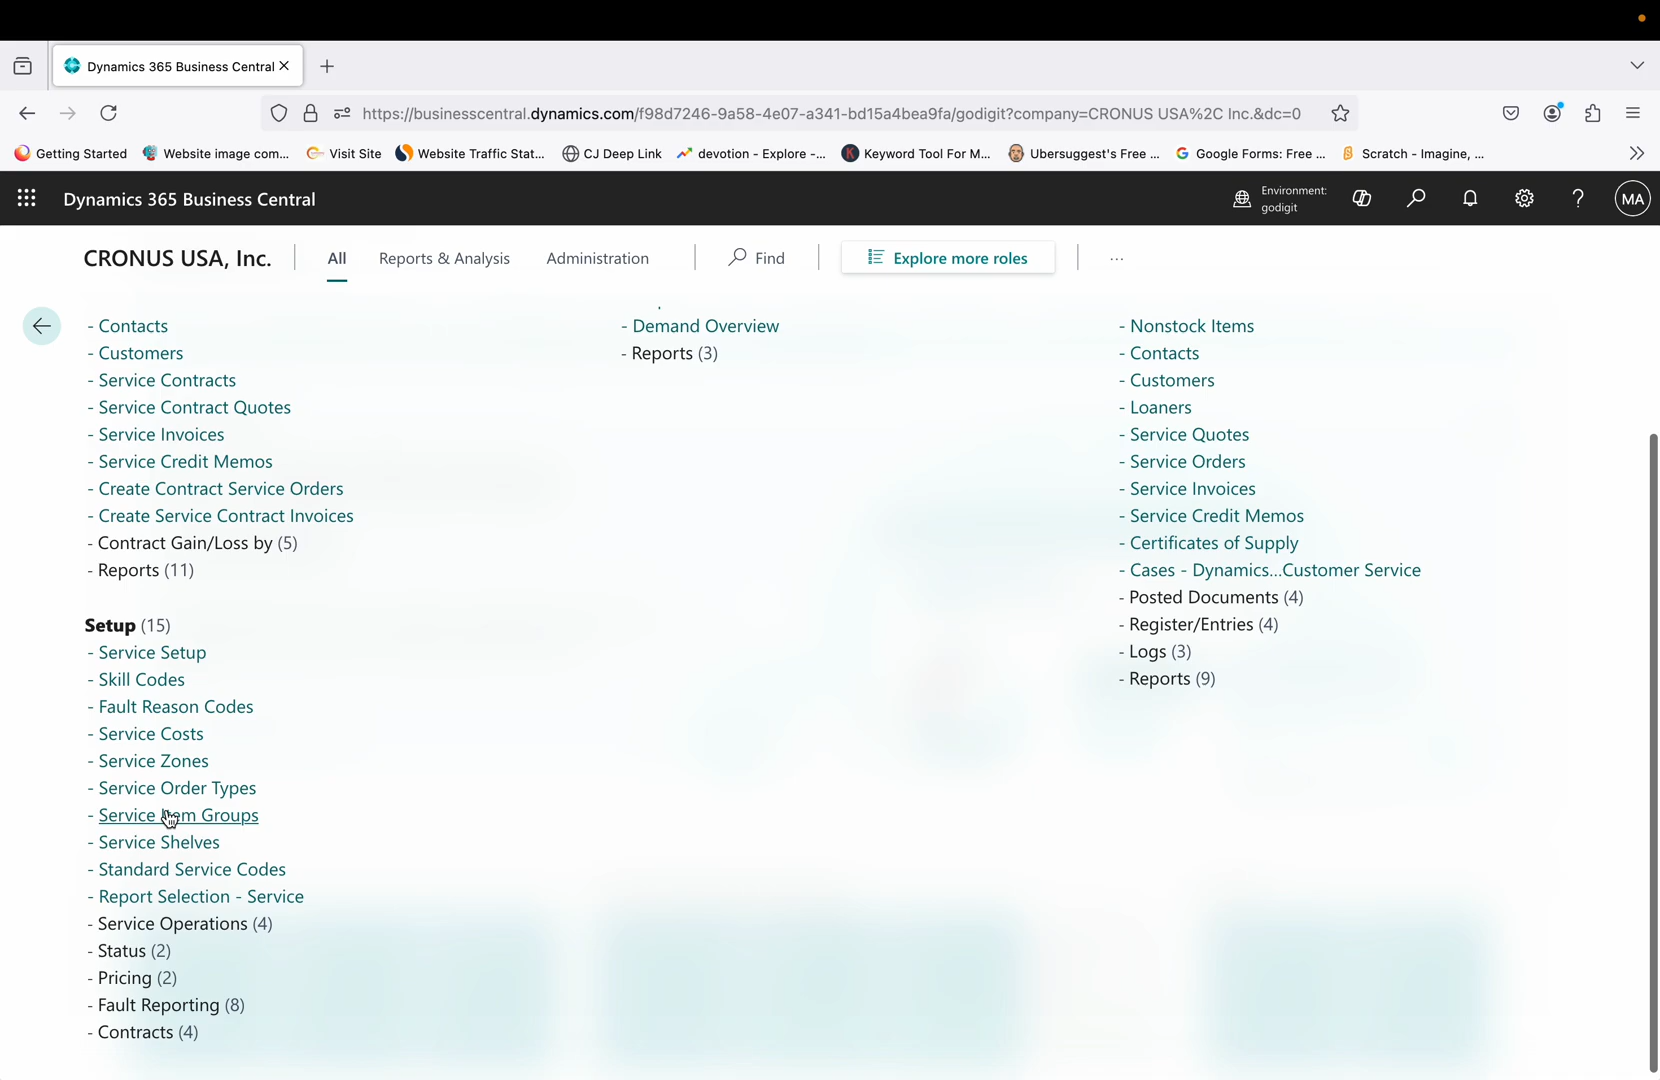 Dynamics 365 Business Central
https://businesscentral.dynamics.com/f98d7246-9a58-4e07-a341-bd15a4bea9fa/godigit?company=CRONUS USA%2C Inc.&dc=0
Getting Started
Website image com...
Visit Site
Website Traffic Stat...
CJ Deep Link
devotion - Explore -...
Keyword Tool For M...
Ubersuggest's Free ...
Google Forms: Free ...
Scratch - Imagine, ...
Dynamics 365 Business Central
Environment:
godigit
MA
CRONUS USA, Inc.
All
Reports & Analysis
Administration
Find
Explore more roles
- Contacts
- Customers
- Service Contracts
- Service Contract Quotes
- Service Invoices
- Service Credit Memos
- Create Contract Service Orders
- Create Service Contract Invoices
- Contract Gain/Loss by (5)
- Reports (11)
Setup (15)
- Service Setup
- Skill Codes
- Fault Reason Codes
- Service Costs
- Service Zones
- Service Order Types
- Service Item Groups
- Service Shelves
- Standard Service Codes
- Report Selection - Service
- Service Operations (4)
- Status (2)
- Pricing (2)
- Fault Reporting (8)
- Contracts (4)
- Demand Overview
- Reports (3)
- Nonstock Items
- Contacts
- Customers
- Loaners
- Service Quotes
- Service Orders
- Service Invoices
- Service Credit Memos
- Certificates of Supply
- Cases - Dynamics...Customer Service
- Posted Documents (4)
- Register/Entries (4)
- Logs (3)
- Reports (9)